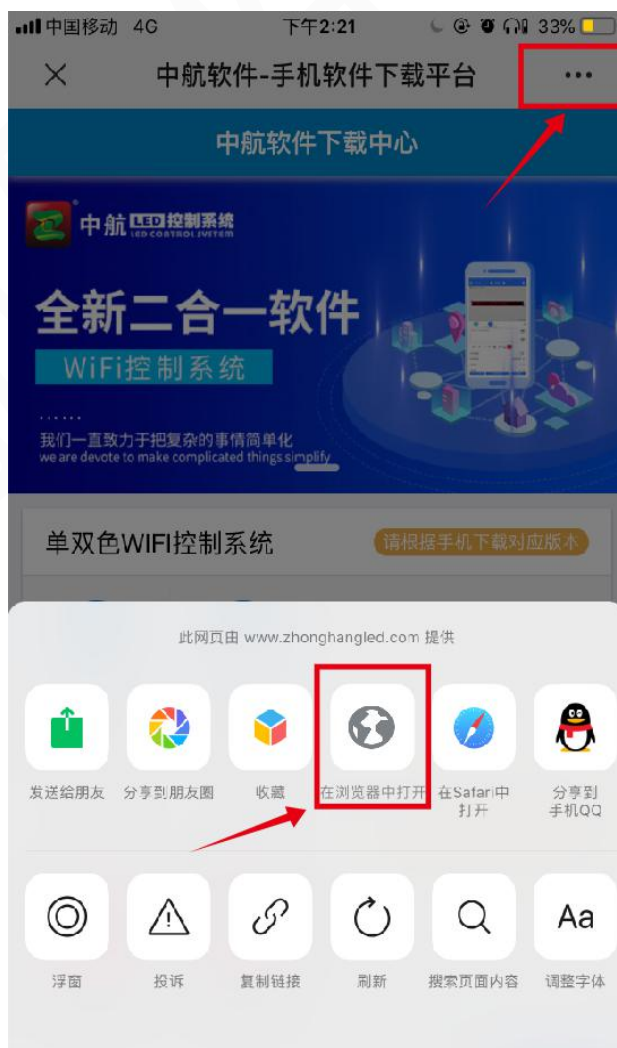 中国移动 4G 下午2:21 33%
中航软件-手机软件下载平台
中航软件下载中心
中航 LED控制系统
LED CONTROL SYSTEM
全新二合一软件
WiFi控制系统
······
我们一直致力于把复杂的事情简单化
we are devote to make complicated things simplify
单双色WIFI控制系统 请根据手机下载对应版本
此网页由 www.zhonghangled.com 提供
发送给朋友 分享到朋友圈 收藏 在浏览器中打开 在Safari中打开 分享到手机QQ
Aa
浮窗 投诉 复制链接 刷新 搜索页面内容 调整字体